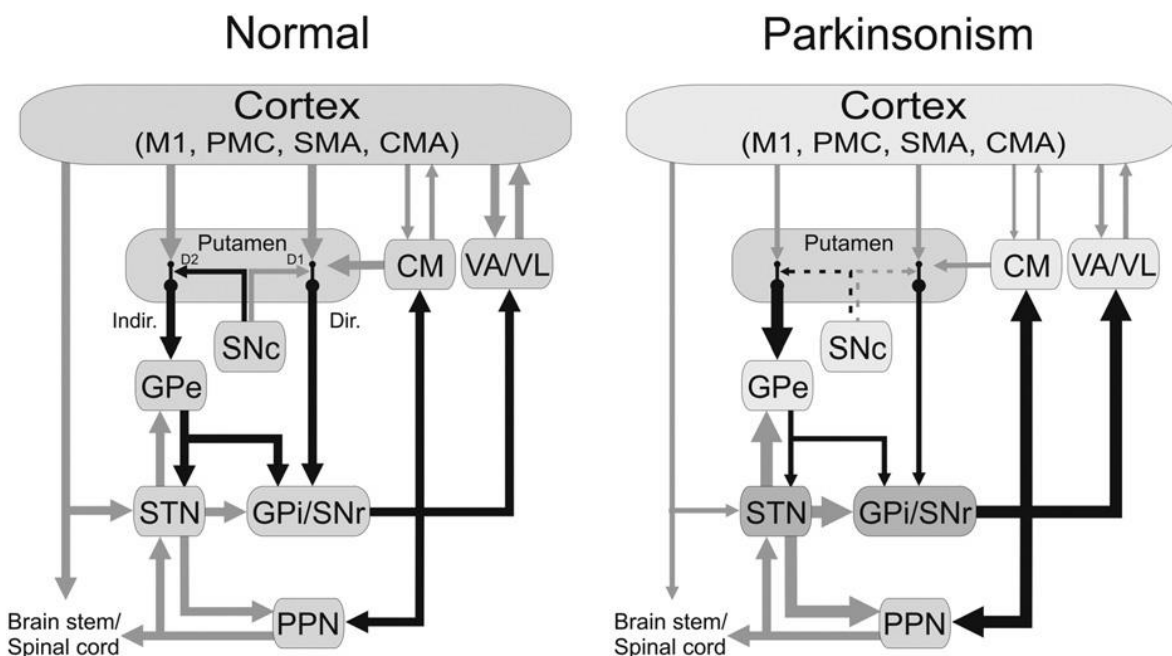 Normal
Cortex
(M1, PMC, SMA, CMA)
Putamen
D2
D1
CM
VA/VL
Indir.
Dir.
SNc
GPe
STN
GPi/SNr
PPN
Brain stem/
Spinal cord
Parkinsonism
Cortex
(M1, PMC, SMA, CMA)
Putamen
CM
VA/VL
SNc
GPe
STN
GPi/SNr
PPN
Brain stem/
Spinal cord